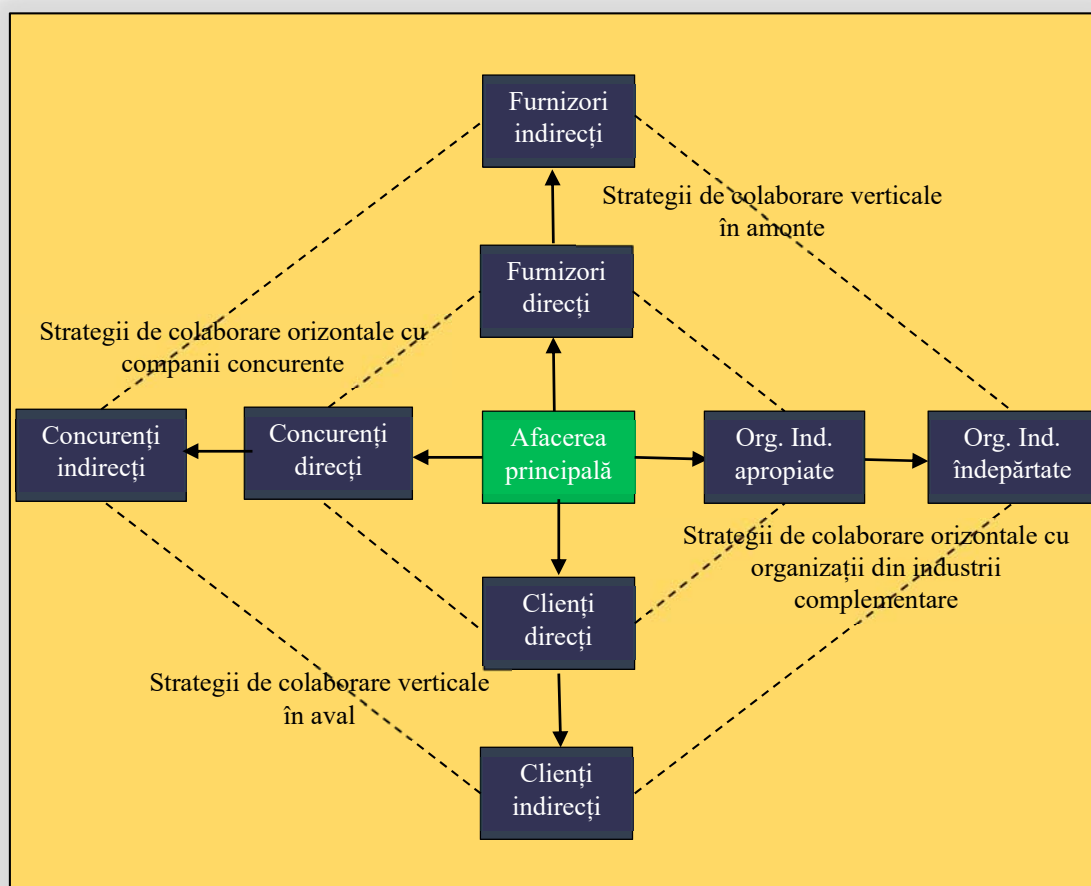 Furnizori
indirecți
Strategii de colaborare verticale
în amonte
Furnizori
direcți
Strategii de colaborare orizontale cu
companii concurente
Concurenți
indirecți
Concurenți
direcți
Afacerea
principală
Org. Ind.
apropiate
Org. Ind.
îndepărtate
Strategii de colaborare orizontale cu
organizații din industrii
complementare
Clienți
direcți
Strategii de colaborare verticale
în aval
Clienți
indirecți